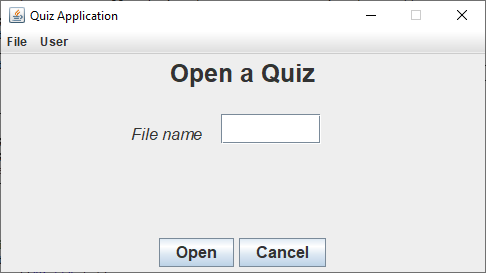 Quiz Application
File User
Open a Quiz
File name
Open Cancel